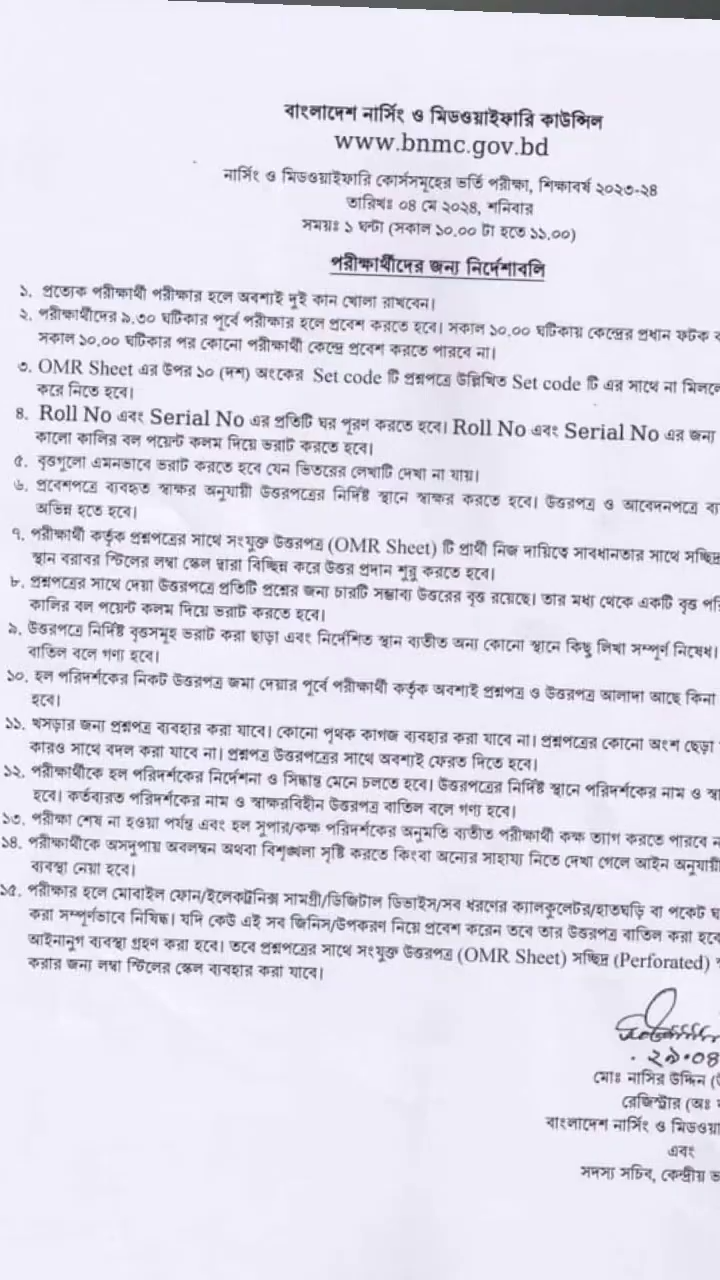 বাংলাদেশ নার্সিং ও মিডওয়াইফারি কাউন্সিল
www.bnmc.gov.bd
নার্সিং ও মিডওয়াইফারি কোর্সসমূহের ভর্তি পরীক্ষা, শিক্ষাবর্ষ ২০২৩-২৪
তারিখঃ ০৪ মে ২০২৪, শনিবার
সময়ঃ ১ ঘন্টা (সকাল ১০.০০ টা হতে ১১.০০)
পরীক্ষার্থীদের জন্য নির্দেশাবলি
১. প্রত্যেক পরীক্ষার্থী পরীক্ষার হলে অবশ্যই দুই কান খোলা রাখবেন।
২. পরীক্ষার্থীদের ৯.৩০ ঘটিকার পূর্বে পরীক্ষার হলে প্রবেশ করতে হবে। সকাল ১০.০০ ঘটিকায় কেন্দ্রের প্রধান ফটক
সকাল ১০.০০ ঘটিকার পর কোনো পরীক্ষার্থী কেন্দ্রে প্রবেশ করতে পারবে না।
৩. OMR Sheet এর উপর ১০ (দশ) অংকের Set code টি প্রশ্নপত্রে উল্লিখিত Set code টি এর সাথে না মিললে
করে নিতে হবে।
৪. Roll No এবং Serial No এর প্রতিটি ঘর পূরণ করতে হবে। Roll No এবং Serial No এর জন্য
কালো কালির বল পয়েন্ট কলম দিয়ে ভরাট করতে হবে।
৫. বৃত্তগুলো এমনভাবে ভরাট করতে হবে যেন ভিতরের লেখাটি দেখা না যায়।
৬. প্রবেশপত্রে ব্যবহৃত স্বাক্ষর অনুযায়ী উত্তরপত্রের নির্দিষ্ট স্থানে স্বাক্ষর করতে হবে। উত্তরপত্র ও আবেদনপত্রে
অভিন্ন হতে হবে।
৭. পরীক্ষার্থী কর্তৃক প্রশ্নপত্রের সাথে সংযুক্ত উত্তরপত্র (OMR Sheet) টি প্রার্থী নিজ দায়িত্বে সাবধানতার সাথে সচ্ছিদ্র
স্থান বরাবর স্টিলের লম্বা স্কেল দ্বারা বিচ্ছিন্ন করে উত্তর প্রদান শুরু করতে হবে।
৮. প্রশ্নপত্রের সাথে দেয়া উত্তরপত্রে প্রতিটি প্রশ্নের জন্য চারটি সম্ভাব্য উত্তরের বৃত্ত রয়েছে। তার মধ্য থেকে একটি বৃত্ত
কালির বল পয়েন্ট কলম দিয়ে ভরাট করতে হবে।
৯. উত্তরপত্রে নির্দিষ্ট বৃত্তসমূহ ভরাট করা ছাড়া এবং নির্দেশিত স্থান ব্যতীত অন্য কোনো স্থানে কিছু লিখা সম্পূর্ণ নিষেধ।
বাতিল বলে গণ্য হবে।
১০. হল পরিদর্শকের নিকট উত্তরপত্র জমা দেয়ার পূর্বে পরীক্ষার্থী কর্তৃক অবশ্যই প্রশ্নপত্র ও উত্তরপত্র আলাদা আছে কিনা
হবে।
১১. খসড়ার জন্য প্রশ্নপত্র ব্যবহার করা যাবে। কোনো পৃথক কাগজ ব্যবহার করা যাবে না। প্রশ্নপত্রের কোনো অংশ ছেড়া
কারও সাথে বদল করা যাবে না। প্রশ্নপত্র উত্তরপত্রের সাথে অবশ্যই ফেরত দিতে হবে।
১২. পরীক্ষার্থীকে হল পরিদর্শকের নির্দেশনা ও সিদ্ধান্ত মেনে চলতে হবে। উত্তরপত্রের নির্দিষ্ট স্থানে পরিদর্শকের নাম ও
হবে। কর্তব্যরত পরিদর্শকের নাম ও স্বাক্ষরবিহীন উত্তরপত্র বাতিল বলে গণ্য হবে।
১৩. পরীক্ষা শেষ না হওয়া পর্যন্ত এবং হল সুপার/কক্ষ পরিদর্শকের অনুমতি ব্যতীত পরীক্ষার্থী কক্ষ ত্যাগ করতে পারবে
১৪. পরীক্ষার্থীকে অসদুপায় অবলম্বন অথবা বিশৃঙ্খলা সৃষ্টি করতে কিংবা অন্যের সাহায্য নিতে দেখা গেলে আইন অনুযায়ী
ব্যবস্থা নেয়া হবে।
১৫. পরীক্ষার হলে মোবাইল ফোন/ইলেকট্রনিক্স সামগ্রী/ডিজিটাল ডিভাইস/সব ধরণের ক্যালকুলেটর/হাতঘড়ি বা পকেট
করা সম্পূর্ণভাবে নিষিদ্ধ। যদি কেউ এই সব জিনিস/উপকরণ নিয়ে প্রবেশ করেন তবে তার উত্তরপত্র বাতিল করা হবে
আইনানুগ ব্যবস্থা গ্রহণ করা হবে। তবে প্রশ্নপত্রের সাথে সংযুক্ত উত্তরপত্র (OMR Sheet) সচ্ছিদ্র (Perforated)
করার জন্য লম্বা স্টিলের স্কেল ব্যবহার করা যাবে।
২৯.০৪
মোঃ নাসির উদ্দিন
রেজিস্ট্রার (অঃ
বাংলাদেশ নার্সিং ও
এবং
সদস্য সচিব, কেন্দ্রীয়